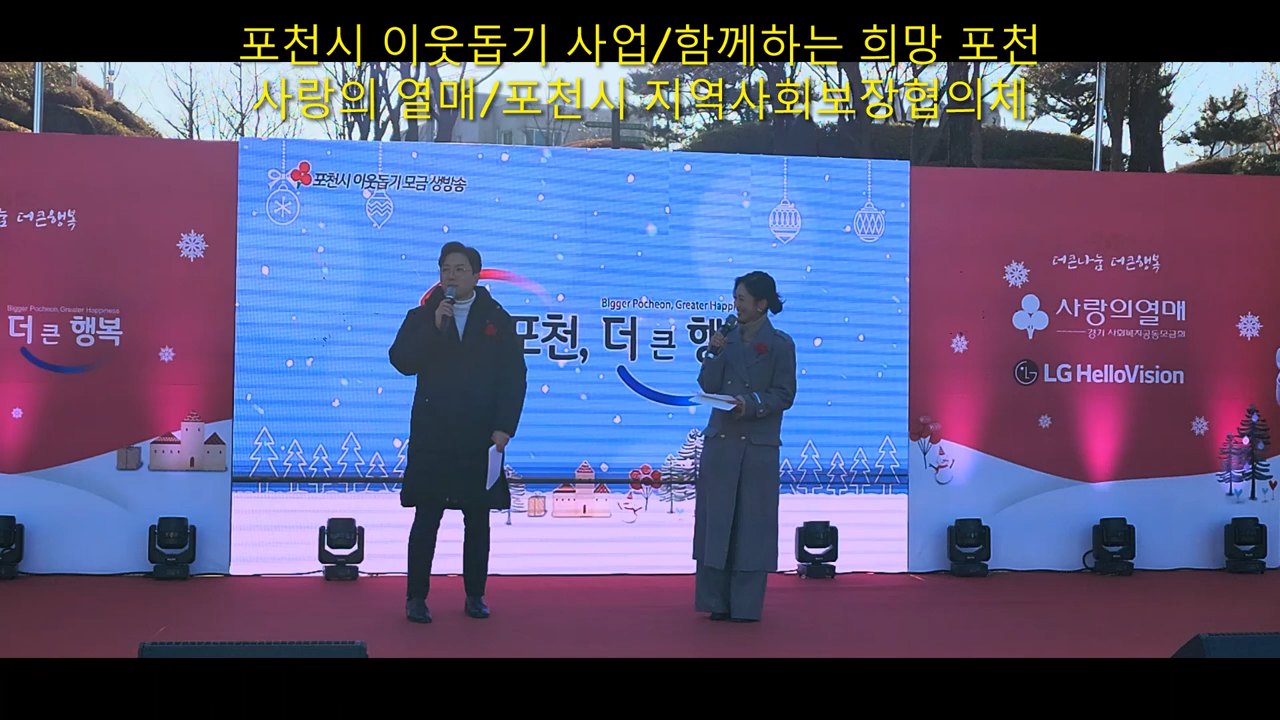 포천시 이웃돕기 사업/함께하는 희망 포천
사랑의 열매/포천시 지역사회보장협의체
포천시 이웃돕기 모금 생방송
더큰행복
Bigger Pocheon, Greater Happiness
더 큰 행복
Bigger Pocheon, Greater
포천, 더 큰
더큰나눔 더큰행복
사랑의열매
경기 사회복지공동모금회
LG HelloVision